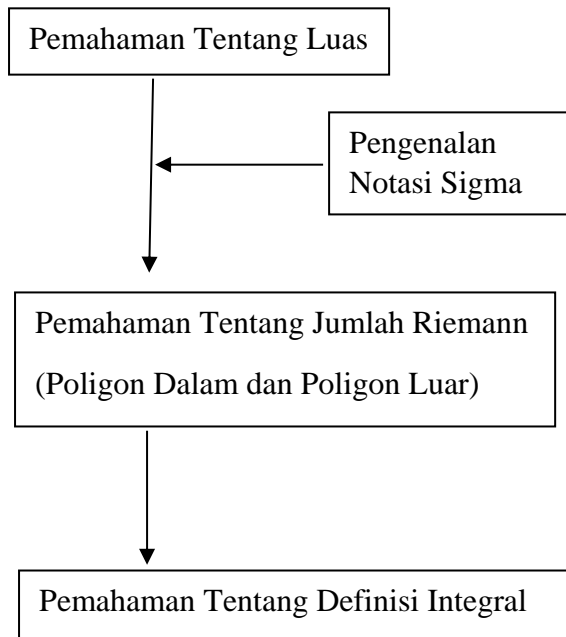 Pemahaman Tentang Luas
Pengenalan
Notasi Sigma
Pemahaman Tentang Jumlah Riemann
(Poligon Dalam dan Poligon Luar)
Pemahaman Tentang Definisi Integral